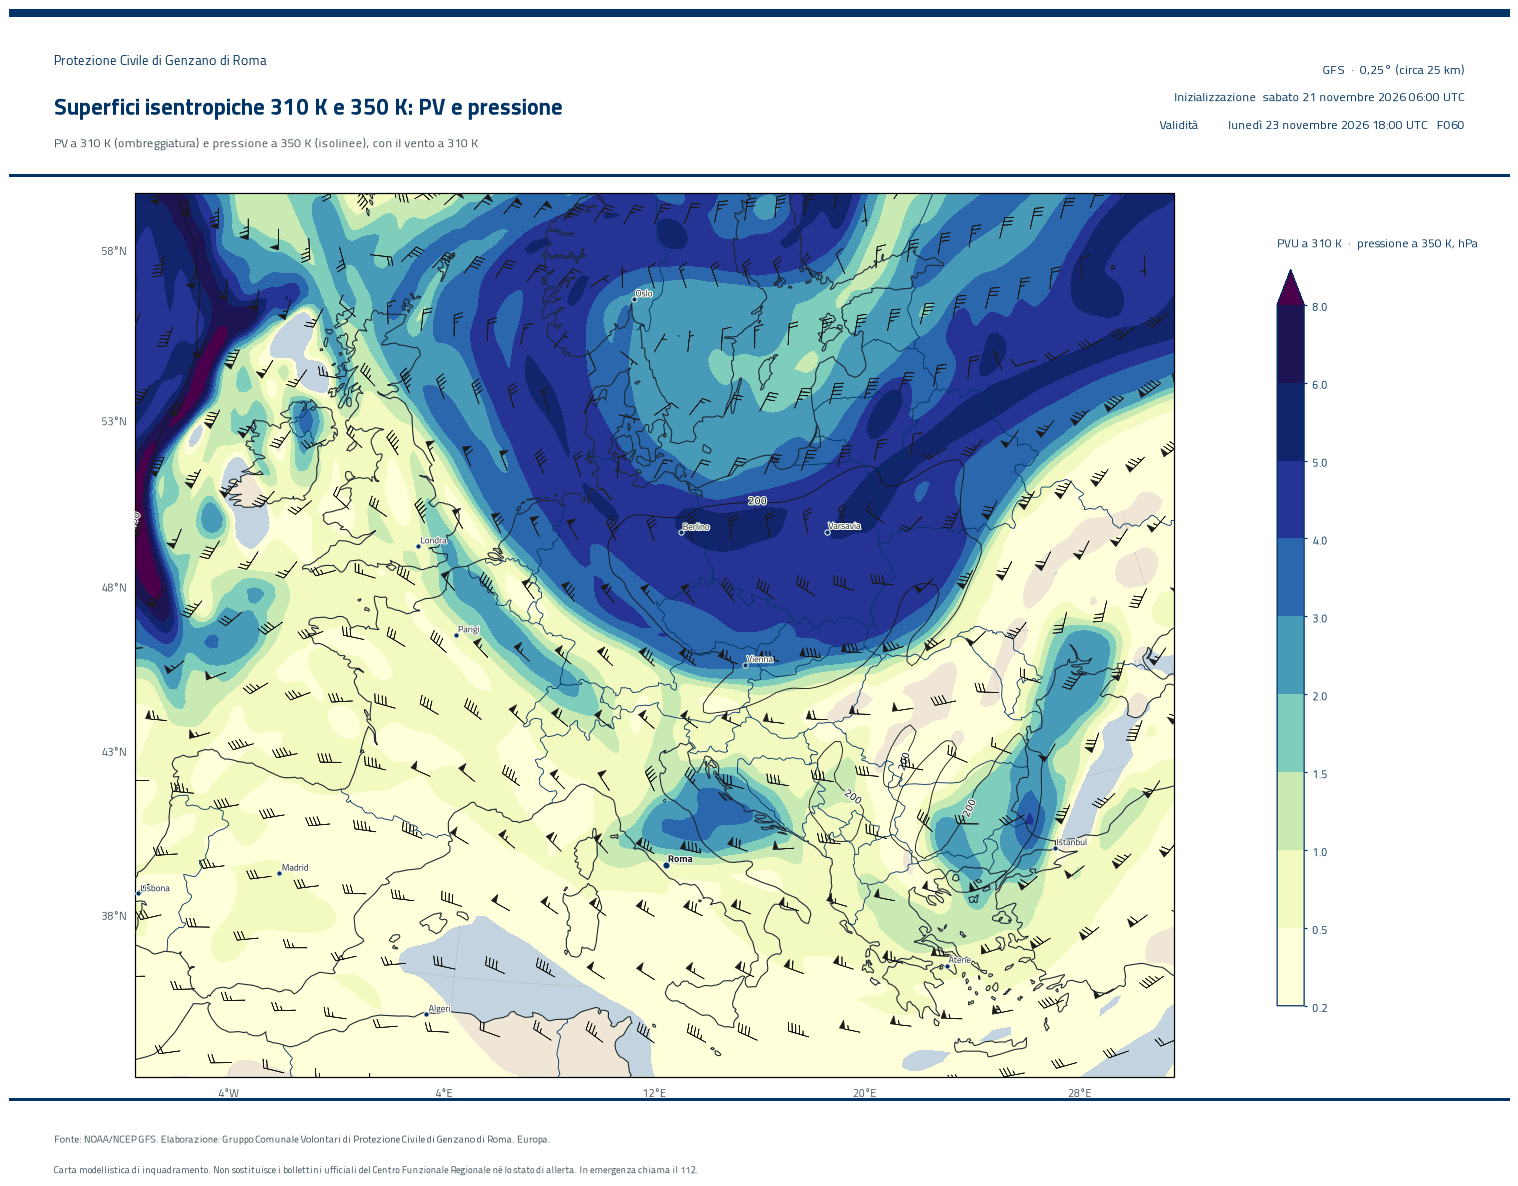 Protezione Civile di Genzano di Roma
Superfici isentropiche 310 K e 350 K: PV e pressione
PV a 310 K (ombreggiatura) e pressione a 350 K (isolinee), con il vento a 310 K
GFS · 0,25° (circa 25 km)
Inizializzazione sabato 21 novembre 2026 06:00 UTC
Validità lunedì 23 novembre 2026 18:00 UTC F060
PVU a 310 K · pressione a 350 K, hPa
8.0
6.0
5.0
4.0
3.0
2.0
1.5
1.0
0.5
0.2
58°N
53°N
48°N
43°N
38°N
4°W
4°E
12°E
20°E
28°E
Oslo
200
Berlino
Varsavia
Londra
Parigi
Vienna
200
200
Istanbul
Roma
Madrid
Lisbona
Atene
Algeri
Fonte: NOAA/NCEP GFS. Elaborazione: Gruppo Comunale Volontari di Protezione Civile di Genzano di Roma. Europa.
Carta modellistica di inquadramento. Non sostituisce i bollettini ufficiali del Centro Funzionale Regionale né lo stato di allerta. In emergenza chiama il 112.